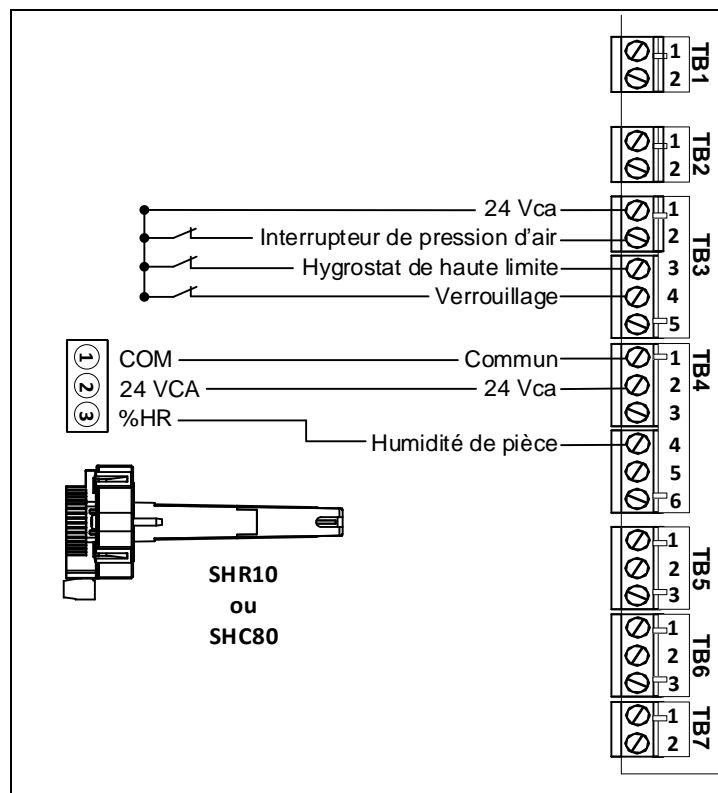 1
2
TB1
1
2
TB2
24 Vca 1
Interrupteur de pression d'air 2
Hygrostat de haute limite 3
Verrouillage 4
5
TB3
1 COM Commun 1
2 24 VCA 24 Vca 2
3 %HR 3
Humidité de pièce 4
5
6
TB4
SHR10
ou
SHC80
1
2
3
TB5
1
2
3
TB6
1
2
TB7